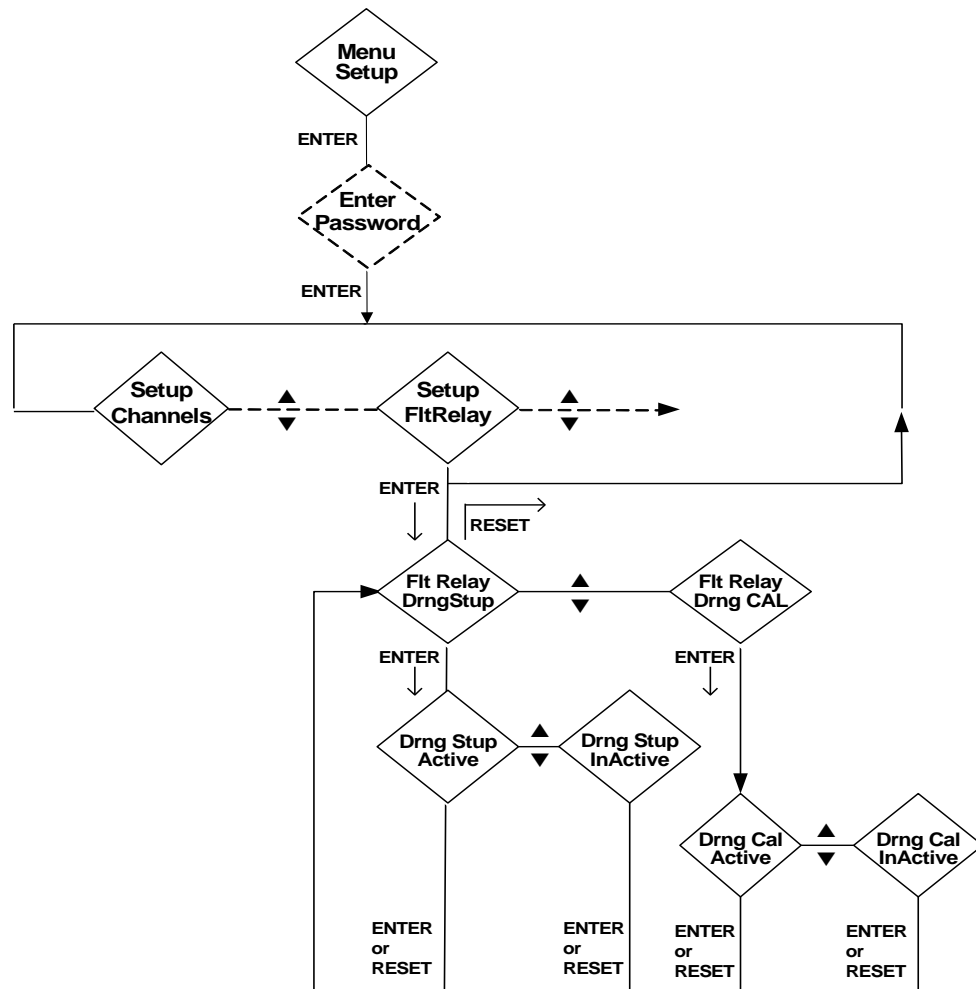 Menu
Setup
ENTER
Enter
Password
ENTER
Setup
Channels
Setup
FltRelay
ENTER
RESET
Flt Relay
DrngStup
Flt Relay
Drng CAL
ENTER
ENTER
Drng Stup
Active
Drng Stup
InActive
Drng Cal
Active
Drng Cal
InActive
ENTER
or
RESET
ENTER
or
RESET
ENTER
or
RESET
ENTER
or
RESET